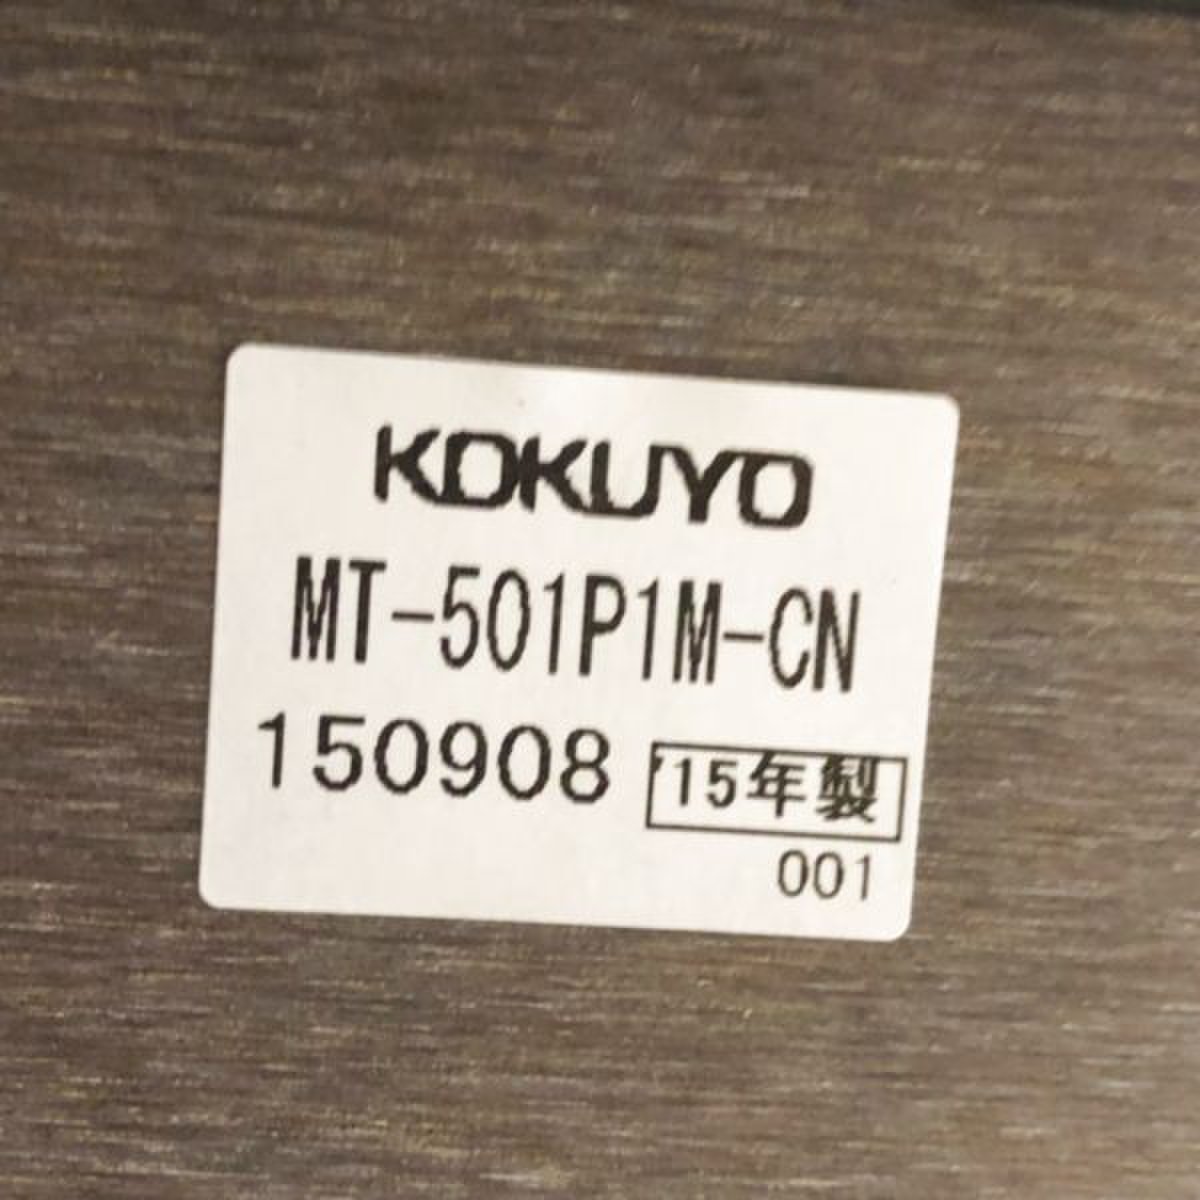 KOKUYO
MT-501P1M-CN
150908 '15年製
001